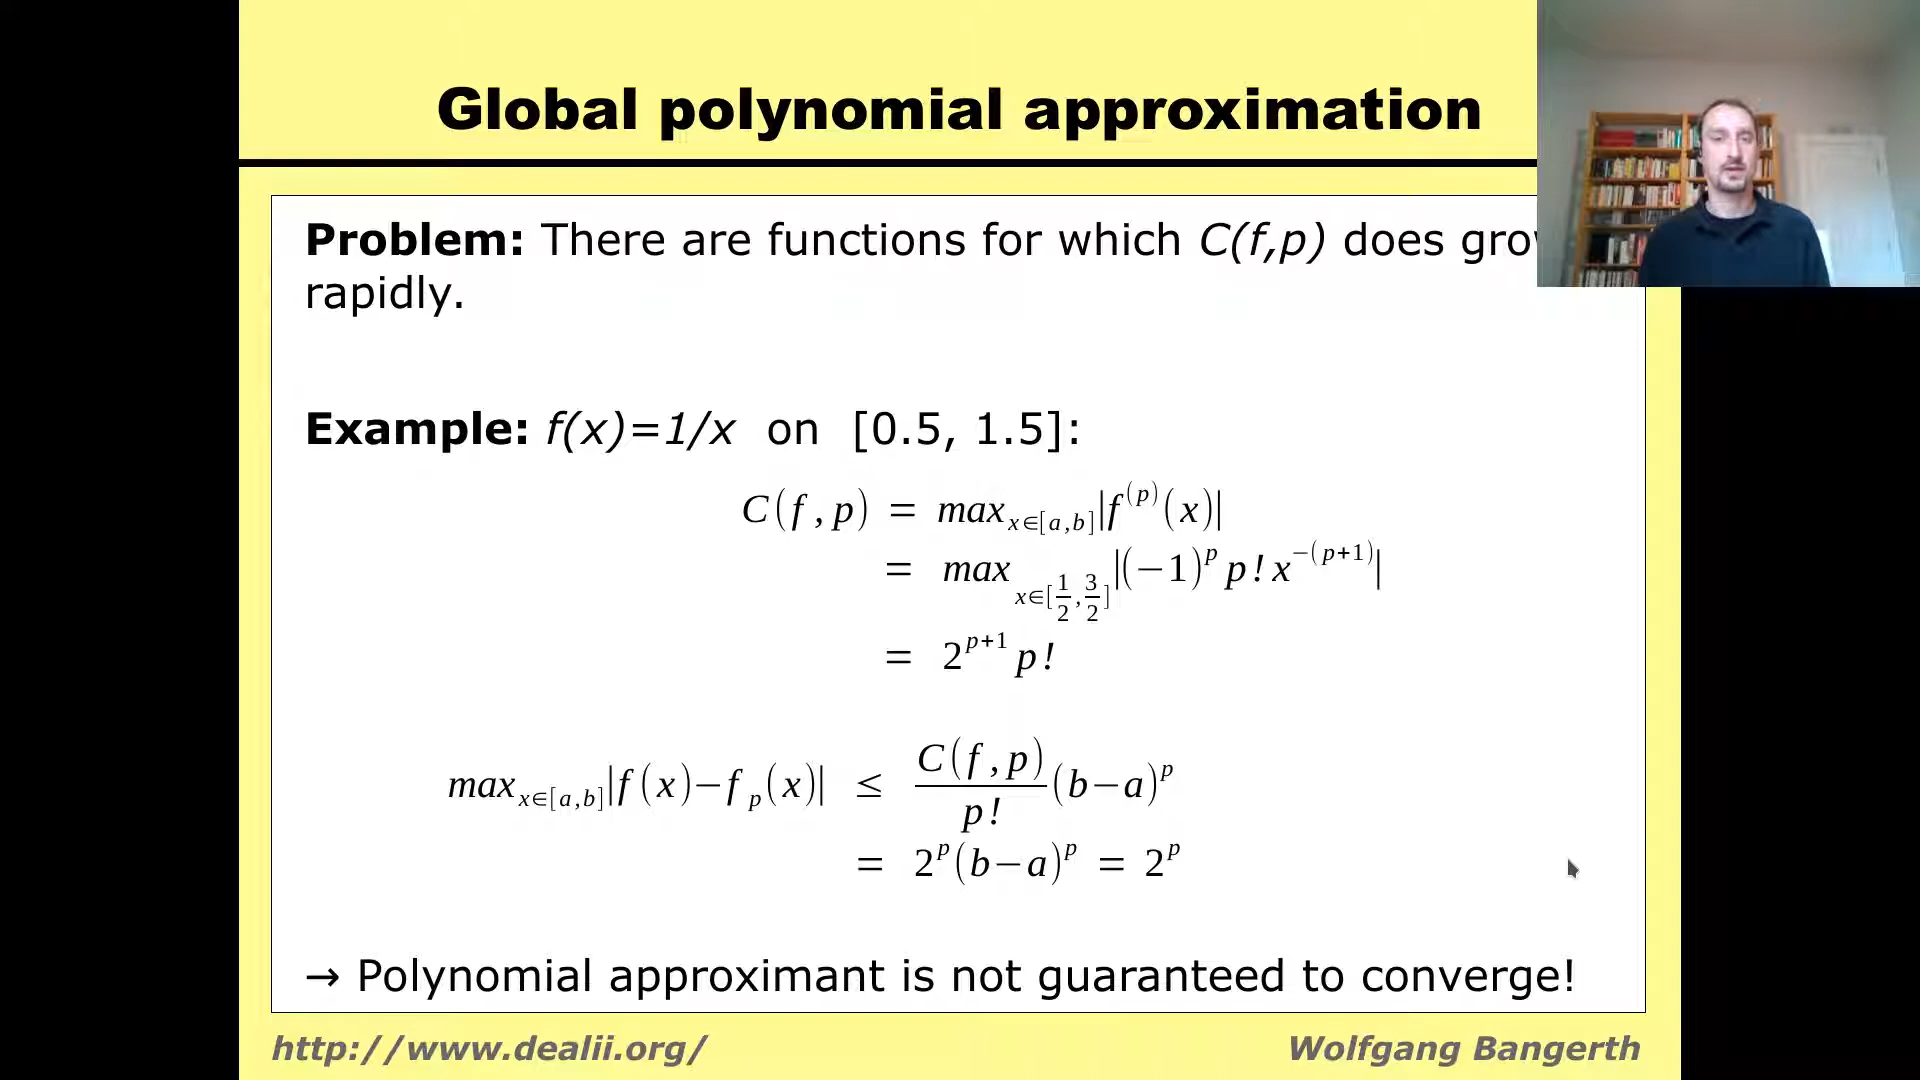 Global polynomial approximation
Problem: There are functions for which C(f,p) does
rapidly.
Example: f(x)=1/x on [0.5, 1.5]:
C(f,p) = max_{x∈[a,b]}|f^{(p)}(x)|
= max_{x∈[1/2,3/2]}|(−1)^p p! x^{−(p+1)}|
= 2^{p+1} p!
max_{x∈[a,b]}|f(x)−f_p(x)| ≤ C(f,p)/p! (b−a)^p
= 2^p(b−a)^p = 2^p
→ Polynomial approximant is not guaranteed to converge!
http://www.dealii.org/ Wolfgang Bangerth